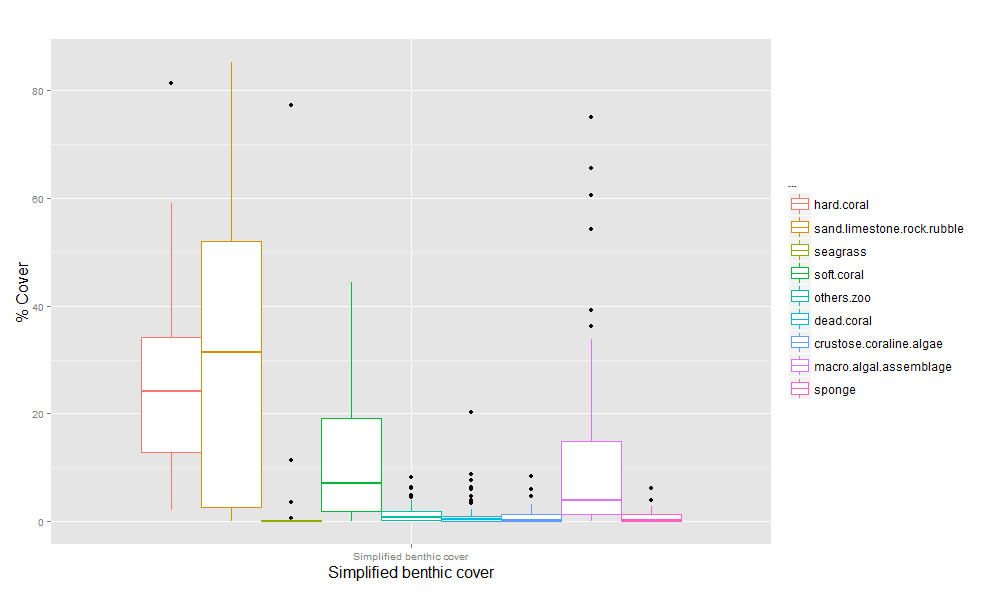 80
60
40
20
0
% Cover
Simplified benthic cover
Simplified benthic cover
---
hard.coral
sand.limestone.rock.rubble
seagrass
soft.coral
others.zoo
dead.coral
crustose.coraline.algae
macro.algal.assemblage
sponge